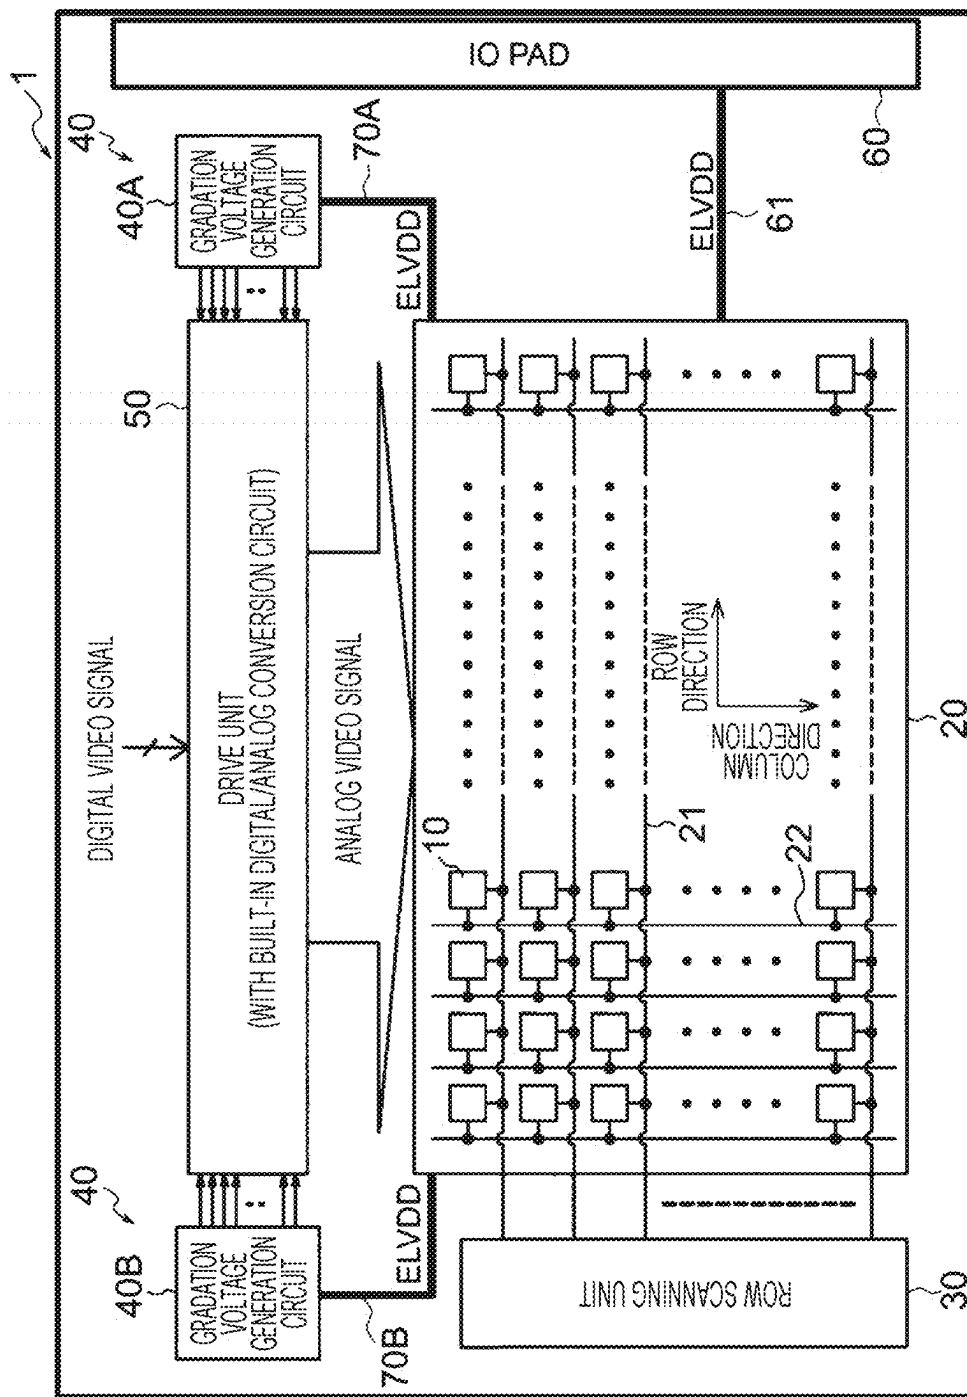 1
DIGITAL VIDEO SIGNAL
40
40B
GRADATION
VOLTAGE
GENERATION
CIRCUIT
50
DRIVE UNIT
(WITH BUILT-IN DIGITAL/ANALOG CONVERSION CIRCUIT)
40
40A
GRADATION
VOLTAGE
GENERATION
CIRCUIT
70B
ELVDD
ANALOG VIDEO SIGNAL
ELVDD
70A
10
21
22
ROW
DIRECTION
COLUMN
DIRECTION
ROW SCANNING UNIT
30
20
ELVDD
61
IO PAD
60